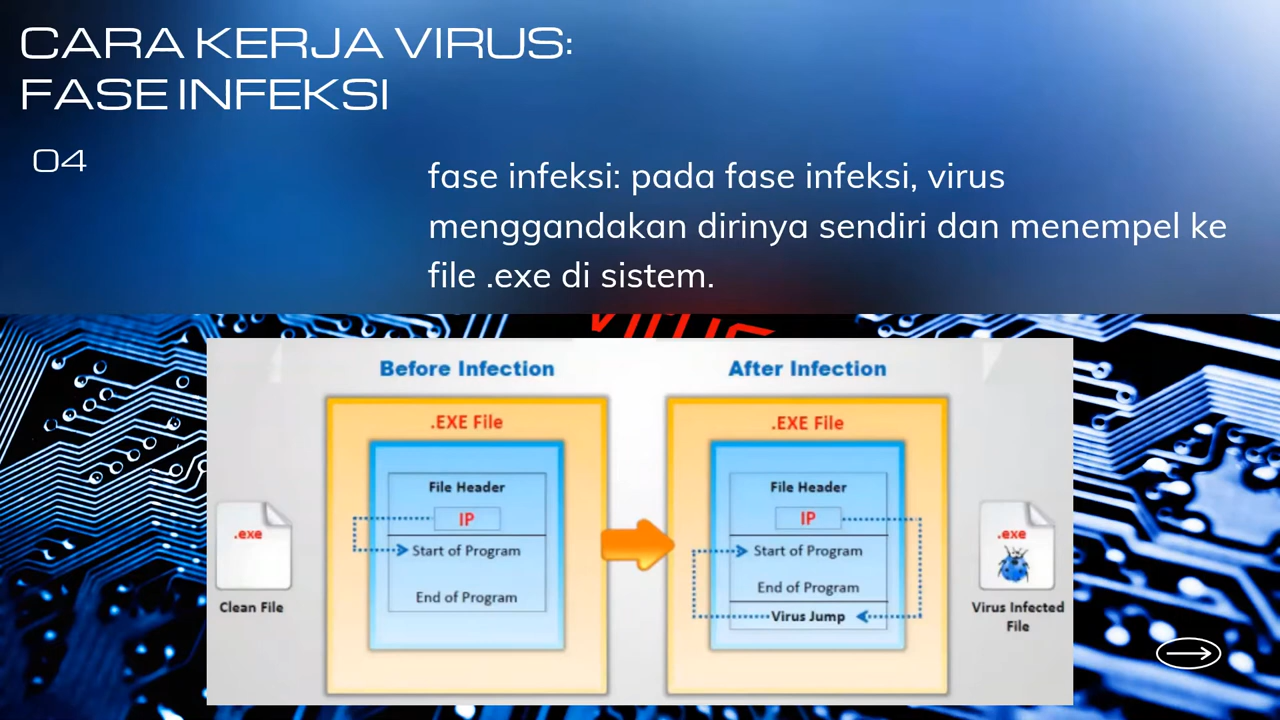 CARA KERJA VIRUS:
FASE INFEKSI
04
fase infeksi: pada fase infeksi, virus
menggandakan dirinya sendiri dan menempel ke
file .exe di sistem.
Before Infection
.EXE File
File Header
IP
Start of Program
End of Program
.exe
Clean File
After Infection
.EXE File
File Header
IP
Start of Program
End of Program
Virus Jump
.exe
Virus Infected
File